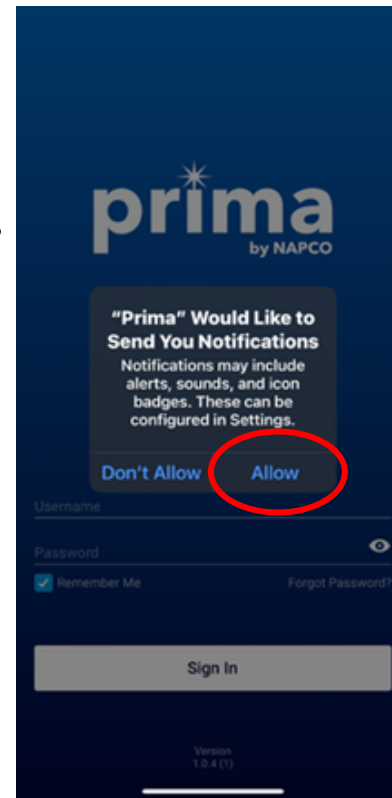 prima
by NAPCO
“Prima” Would Like to
Send You Notifications
Notifications may include
alerts, sounds, and icon
badges. These can be
configured in Settings.
Don't Allow Allow
Username
Password
Remember Me Forgot Password?
Sign In
Version
1.0.4 (1)